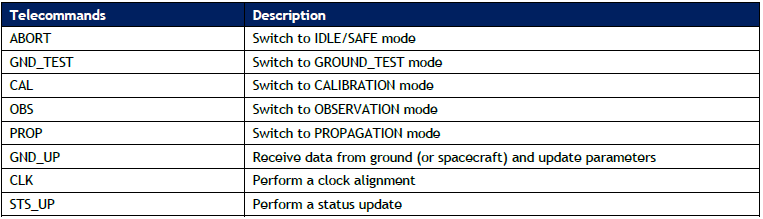 Telecommands Description
ABORT Switch to IDLE/SAFE mode
GND_TEST Switch to GROUND_TEST mode
CAL Switch to CALIBRATION mode
OBS Switch to OBSERVATION mode
PROP Switch to PROPAGATION mode
GND_UP Receive data from ground (or spacecraft) and update parameters
CLK Perform a clock alignment
STS_UP Perform a status update